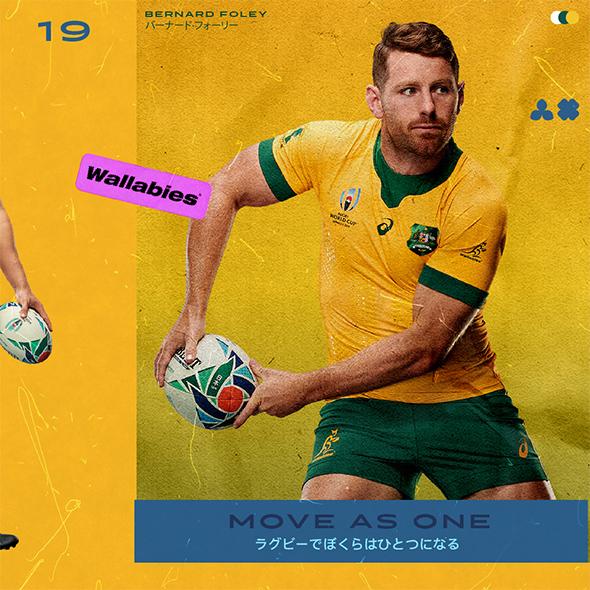 19
BERNARD FOLEY
バーナード・フォーリー
Wallabies
RUGBY
WORLD CUP
MOVE AS ONE
ラグビーでぼくらはひとつになる